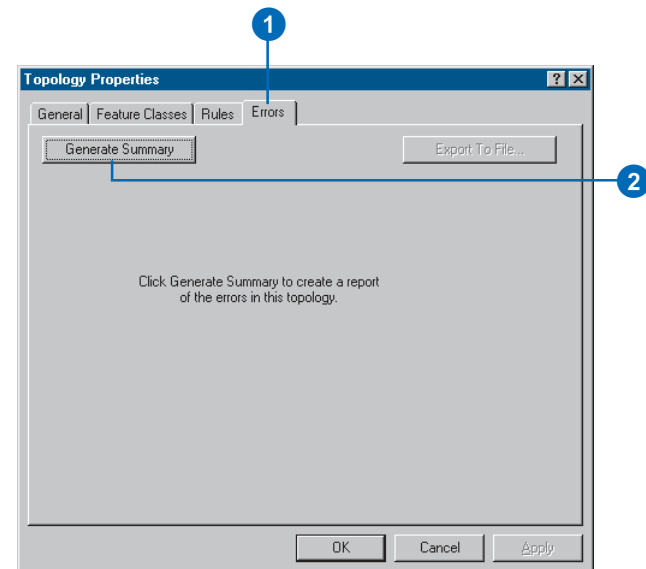 1
Topology Properties
General Feature Classes Rules Errors
Generate Summary Export To File...
2
Click Generate Summary to create a report
of the errors in this topology.
OK Cancel Apply